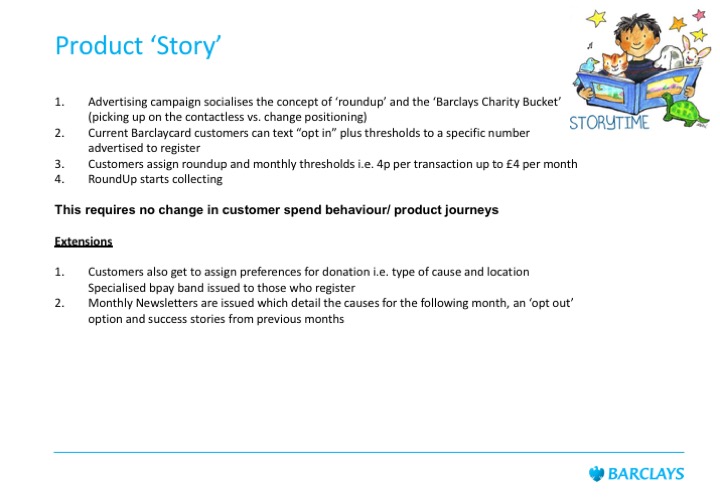 Product ‘Story’
STORYTIME
1. Advertising campaign socialises the concept of ‘roundup’ and the ‘Barclays Charity Bucket’
(picking up on the contactless vs. change positioning)
2. Current Barclaycard customers can text “opt in” plus thresholds to a specific number
advertised to register
3. Customers assign roundup and monthly thresholds i.e. 4p per transaction up to £4 per month
4. RoundUp starts collecting
This requires no change in customer spend behaviour/ product journeys
Extensions
1. Customers also get to assign preferences for donation i.e. type of cause and location
Specialised bpay band issued to those who register
2. Monthly Newsletters are issued which detail the causes for the following month, an ‘opt out’
option and success stories from previous months
BARCLAYS